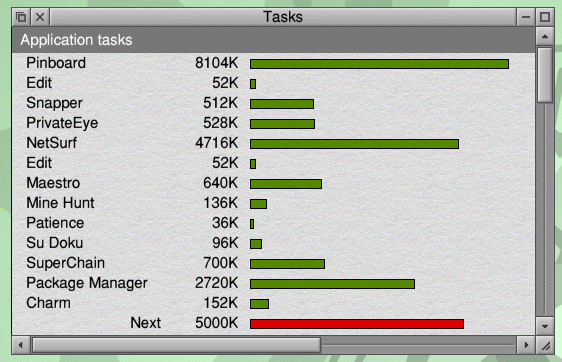 Tasks
Application tasks
Pinboard 8104K
Edit 52K
Snapper 512K
PrivateEye 528K
NetSurf 4716K
Edit 52K
Maestro 640K
Mine Hunt 136K
Patience 36K
Su Doku 96K
SuperChain 700K
Package Manager 2720K
Charm 152K
Next 5000K